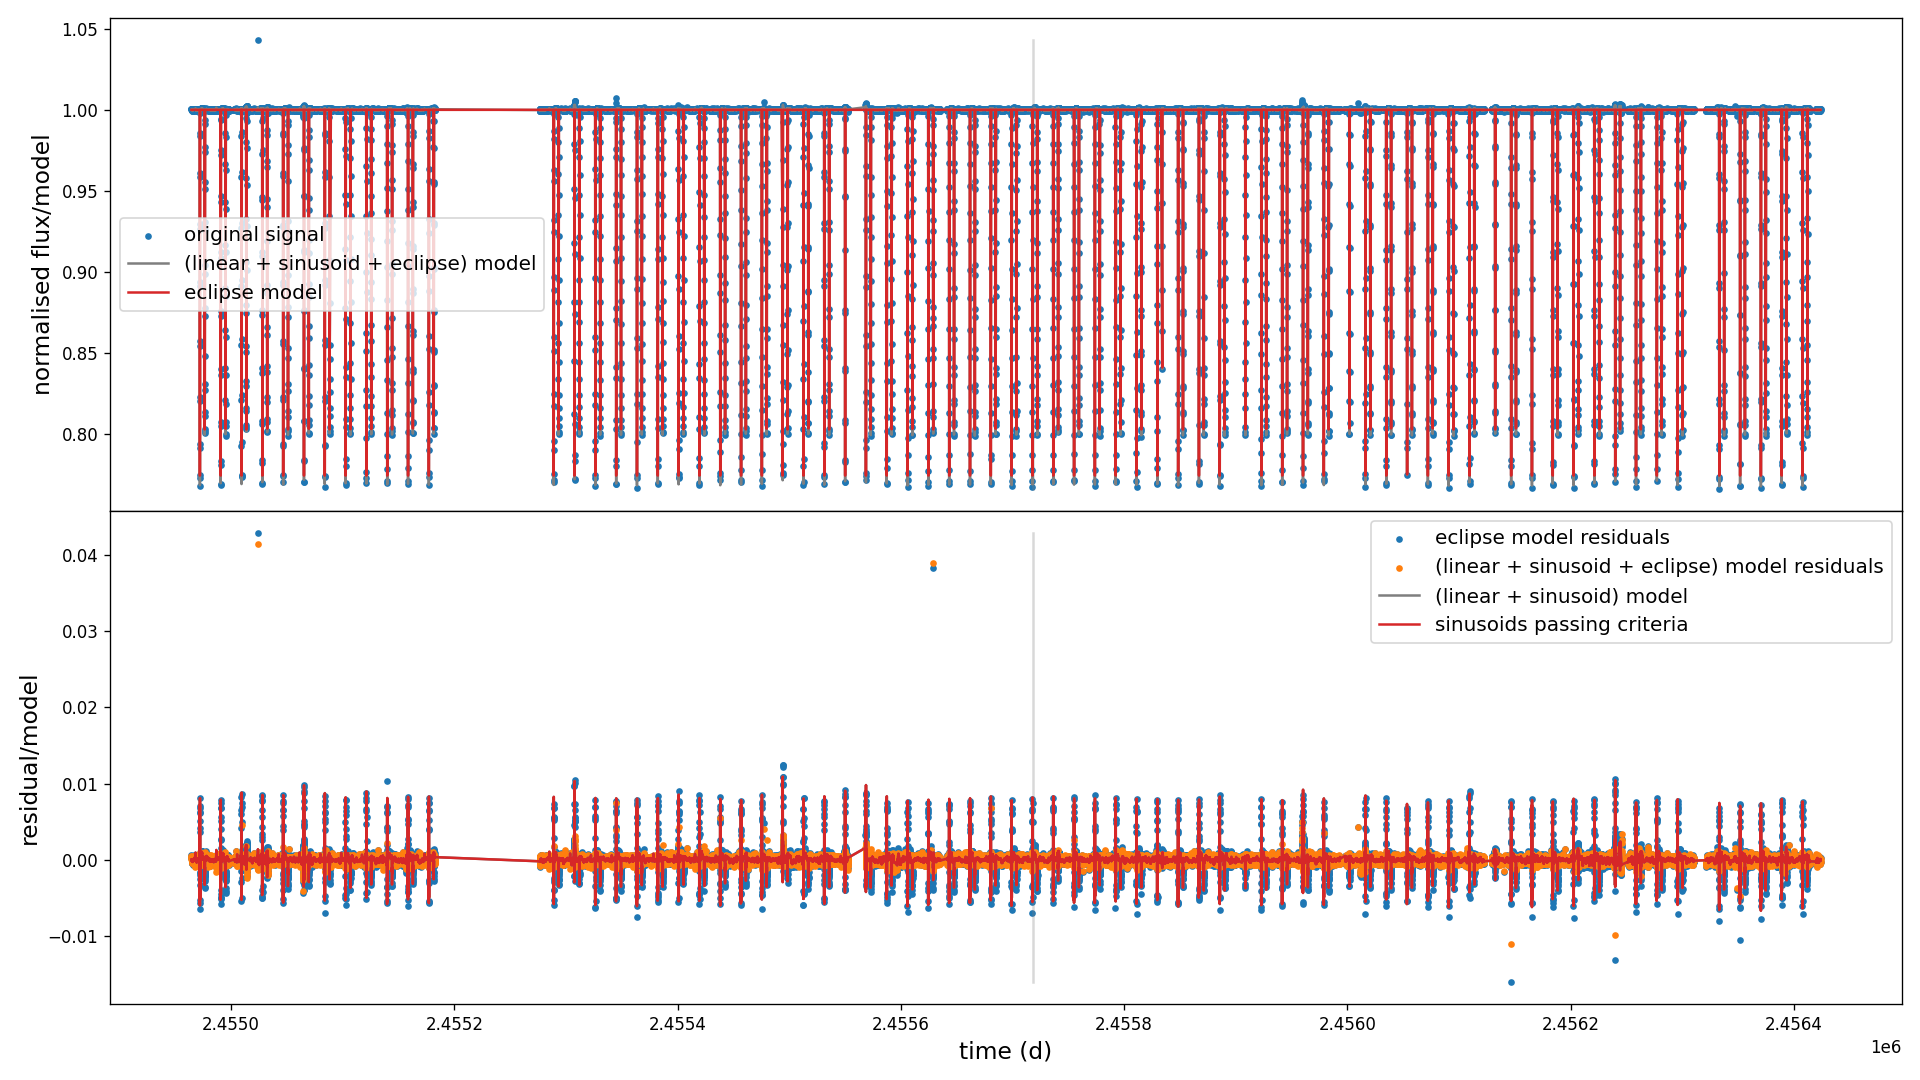 1.05
1.00
0.95
0.90
0.85
0.80
normalised flux/model
original signal
(linear + sinusoid + eclipse) model
eclipse model
0.04
0.03
0.02
0.01
0.00
−0.01
residual/model
eclipse model residuals
(linear + sinusoid + eclipse) model residuals
(linear + sinusoid) model
sinusoids passing criteria
2.4550 2.4552 2.4554 2.4556 2.4558 2.4560 2.4562 2.4564
1e6
time (d)